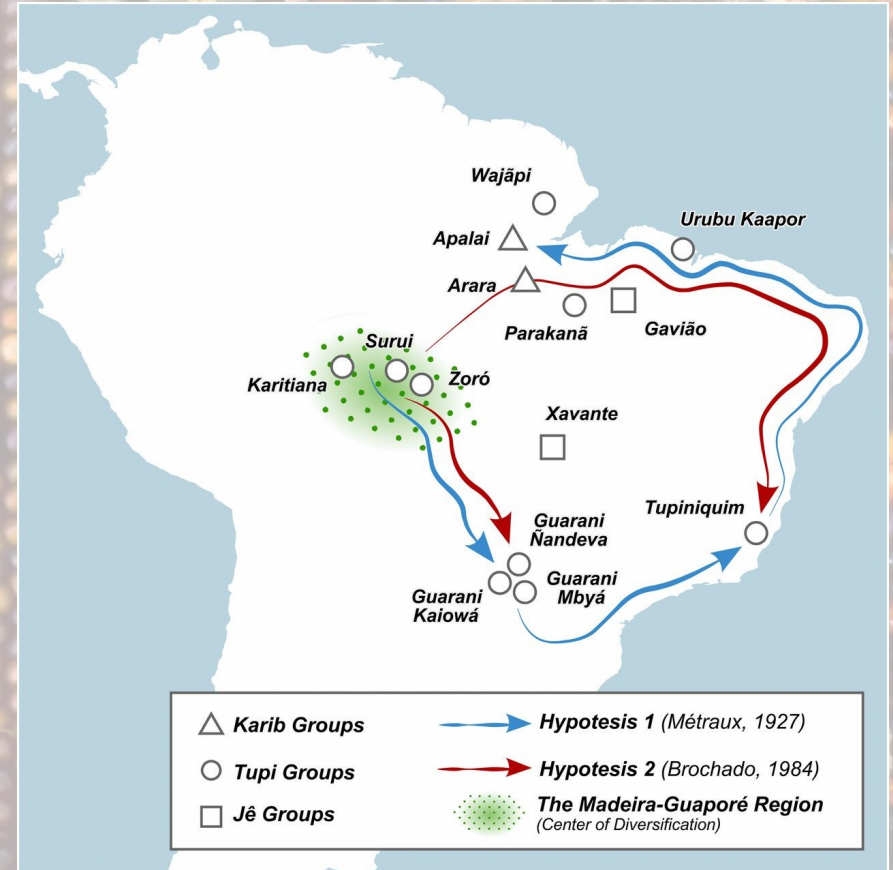 Wajãpi
Urubu Kaapor
Apalai
Arara
Parakanã
Gavião
Surui
Karitiana
Zoró
Xavante
Tupiniquim
Guarani
Ñandeva
Guarani
Kaiowá
Guarani
Mbyá
Karib Groups
Tupi Groups
Jê Groups
Hypotesis 1 (Métraux, 1927)
Hypotesis 2 (Brochado, 1984)
The Madeira-Guaporé Region
(Center of Diversification)